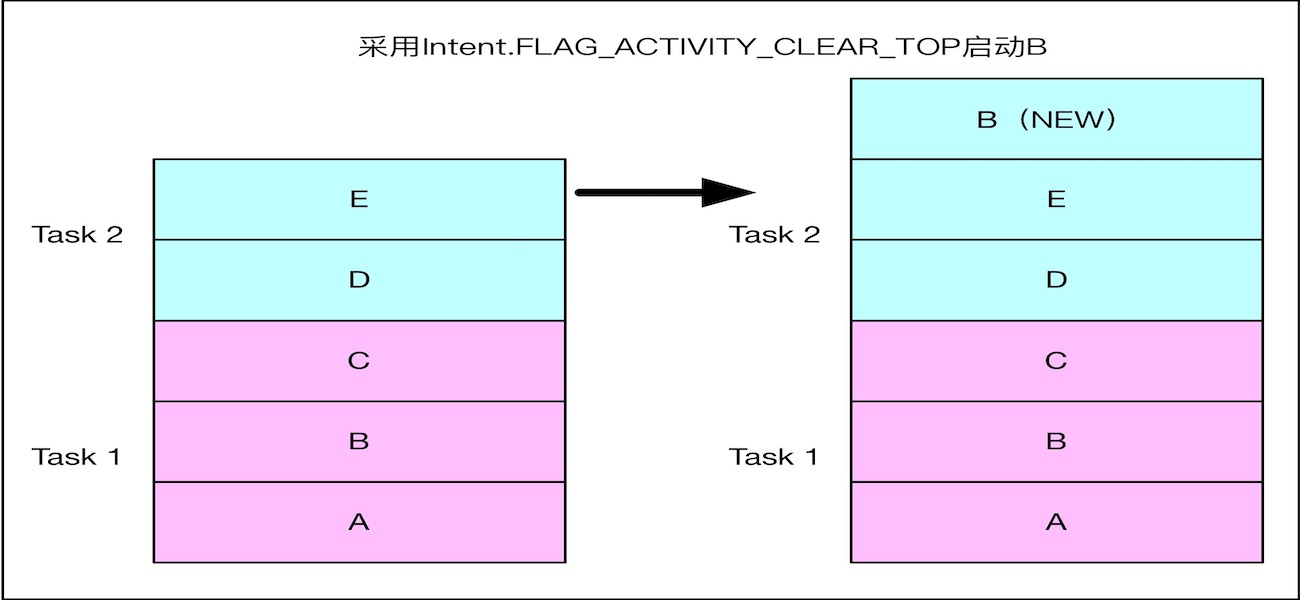 采用Intent.FLAG_ACTIVITY_CLEAR_TOP启动B
Task 2
E
D
Task 1
C
B
A
Task 2
B （NEW）
E
D
Task 1
C
B
A